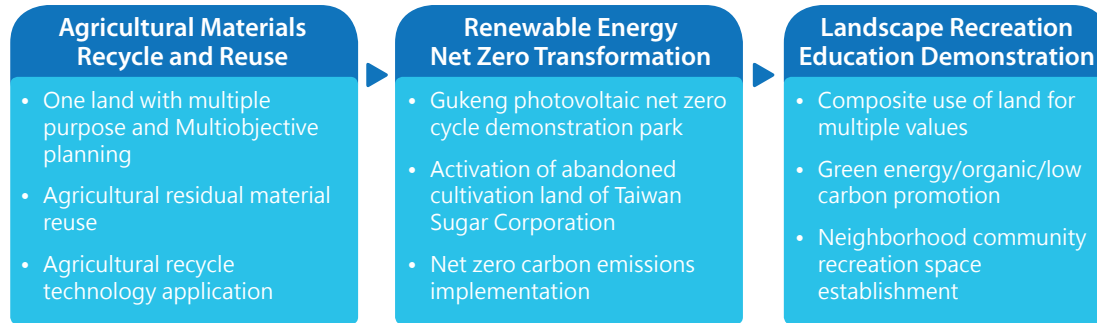 Agricultural Materials
Recycle and Reuse
• One land with multiple
purpose and Multiobjective
planning
• Agricultural residual material
reuse
• Agricultural recycle
technology application
Renewable Energy
Net Zero Transformation
• Gukeng photovoltaic net zero
cycle demonstration park
• Activation of abandoned
cultivation land of Taiwan
Sugar Corporation
• Net zero carbon emissions
implementation
Landscape Recreation
Education Demonstration
• Composite use of land for
multiple values
• Green energy/organic/low
carbon promotion
• Neighborhood community
recreation space
establishment